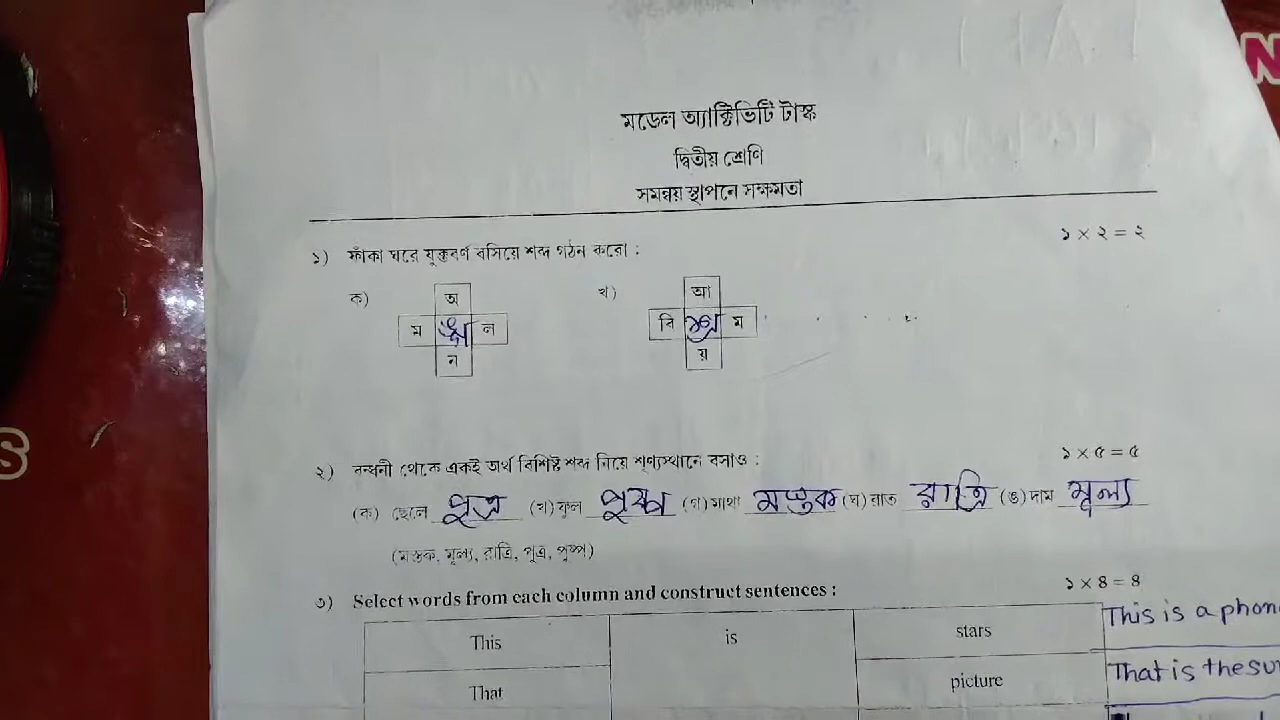 মডেল অ্যাক্টিভিটি টাস্ক
দ্বিতীয় শ্রেণি
সমন্বয় স্থাপনে সক্ষমতা
১) ফাঁকা ঘরে যুক্তবর্ণ বসিয়ে শব্দ গঠন করো : ১ × ২ = ২
ক) অ খ) আ
ম ঙ্গ ল বি ম
ন য়
২) বন্ধনী থেকে একই অর্থ বিশিষ্ট শব্দ নিয়ে শূন্যস্থানে বসাও : ১ × ৫ = ৫
(ক) ছেলে পুত্র (খ) ফুল পুষ্প (গ) মাথা মস্তক (ঘ) রাত রাত্রি (ঙ) দাম মূল্য
(মস্তক, মূল্য, রাত্রি, পুত্র, পুষ্প)
৩) Select words from each column and construct sentences : ১ × 8 = 8
This is stars This is a phon
That picture That is the su